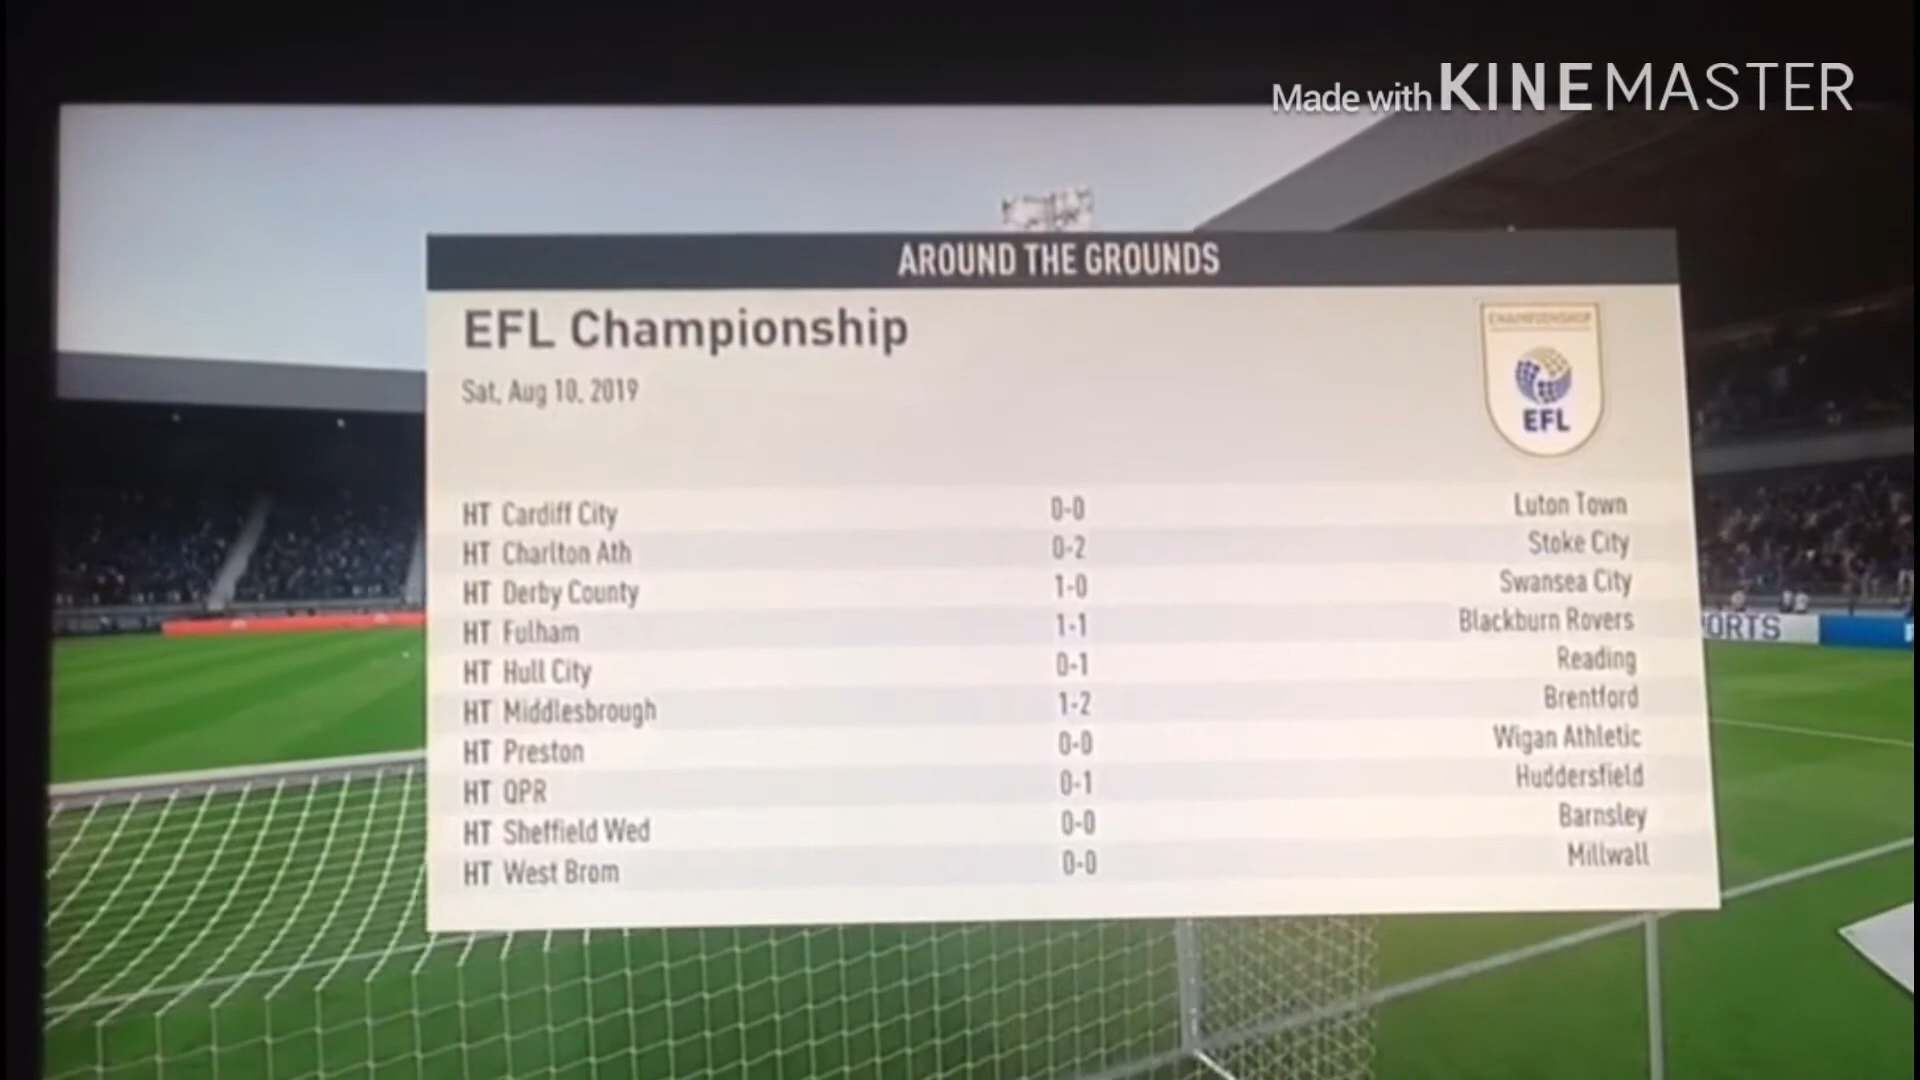 Made with KINEMASTER
AROUND THE GROUNDS
EFL Championship
CHAMPIONSHIP
Sat, Aug 10, 2019
EFL
HT Cardiff City 0-0 Luton Town
HT Charlton Ath 0-2 Stoke City
HT Derby County 1-0 Swansea City
HT Fulham 1-1 Blackburn Rovers
HT Hull City 0-1 Reading
HT Middlesbrough 1-2 Brentford
HT Preston 0-0 Wigan Athletic
HT QPR 0-1 Huddersfield
HT Sheffield Wed 0-0 Barnsley
HT West Brom 0-0 Millwall
ORTS